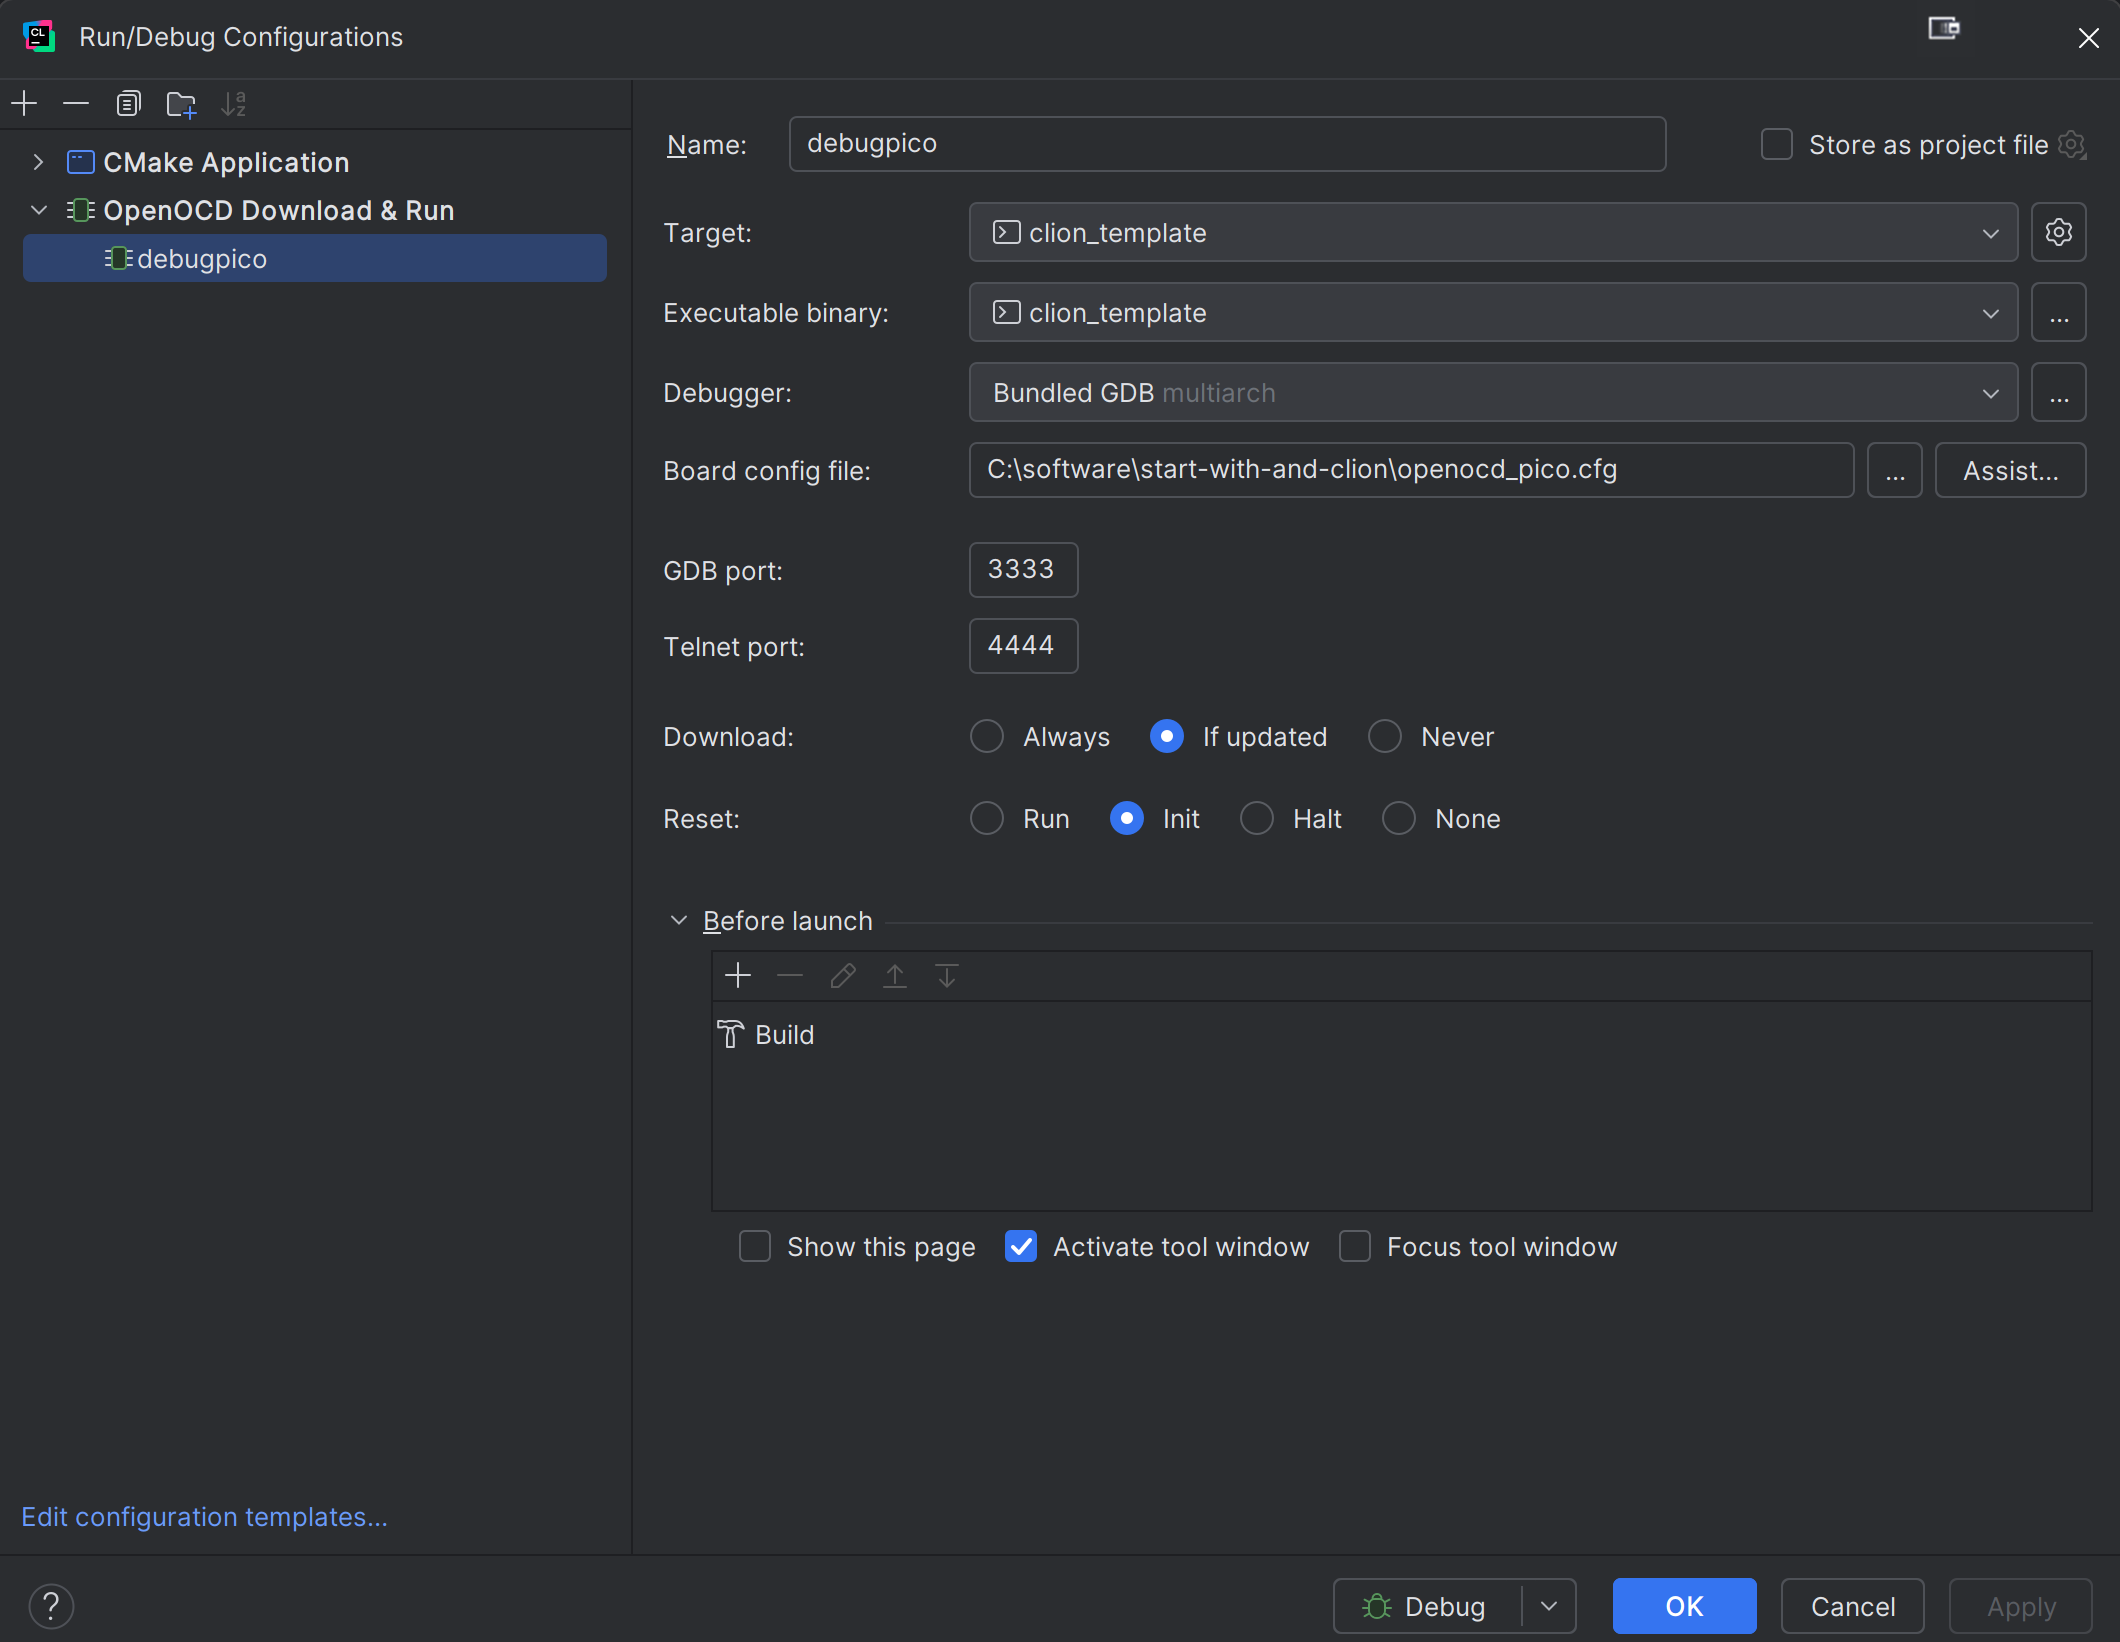 Run/Debug Configurations
CMake Application
OpenOCD Download & Run
debugpico
Edit configuration templates...
Name: debugpico Store as project file
Target: clion_template
Executable binary: clion_template ...
Debugger: Bundled GDB multiarch ...
Board config file: C:\software\start-with-and-clion\openocd_pico.cfg ... Assist...
GDB port: 3333
Telnet port: 4444
Download: Always If updated Never
Reset: Run Init Halt None
Before launch
Build
Show this page Activate tool window Focus tool window
? Debug OK Cancel Apply